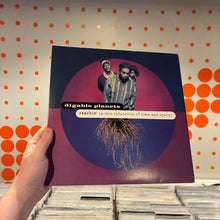 digable planets
reachin' (a new refutation of time and space)